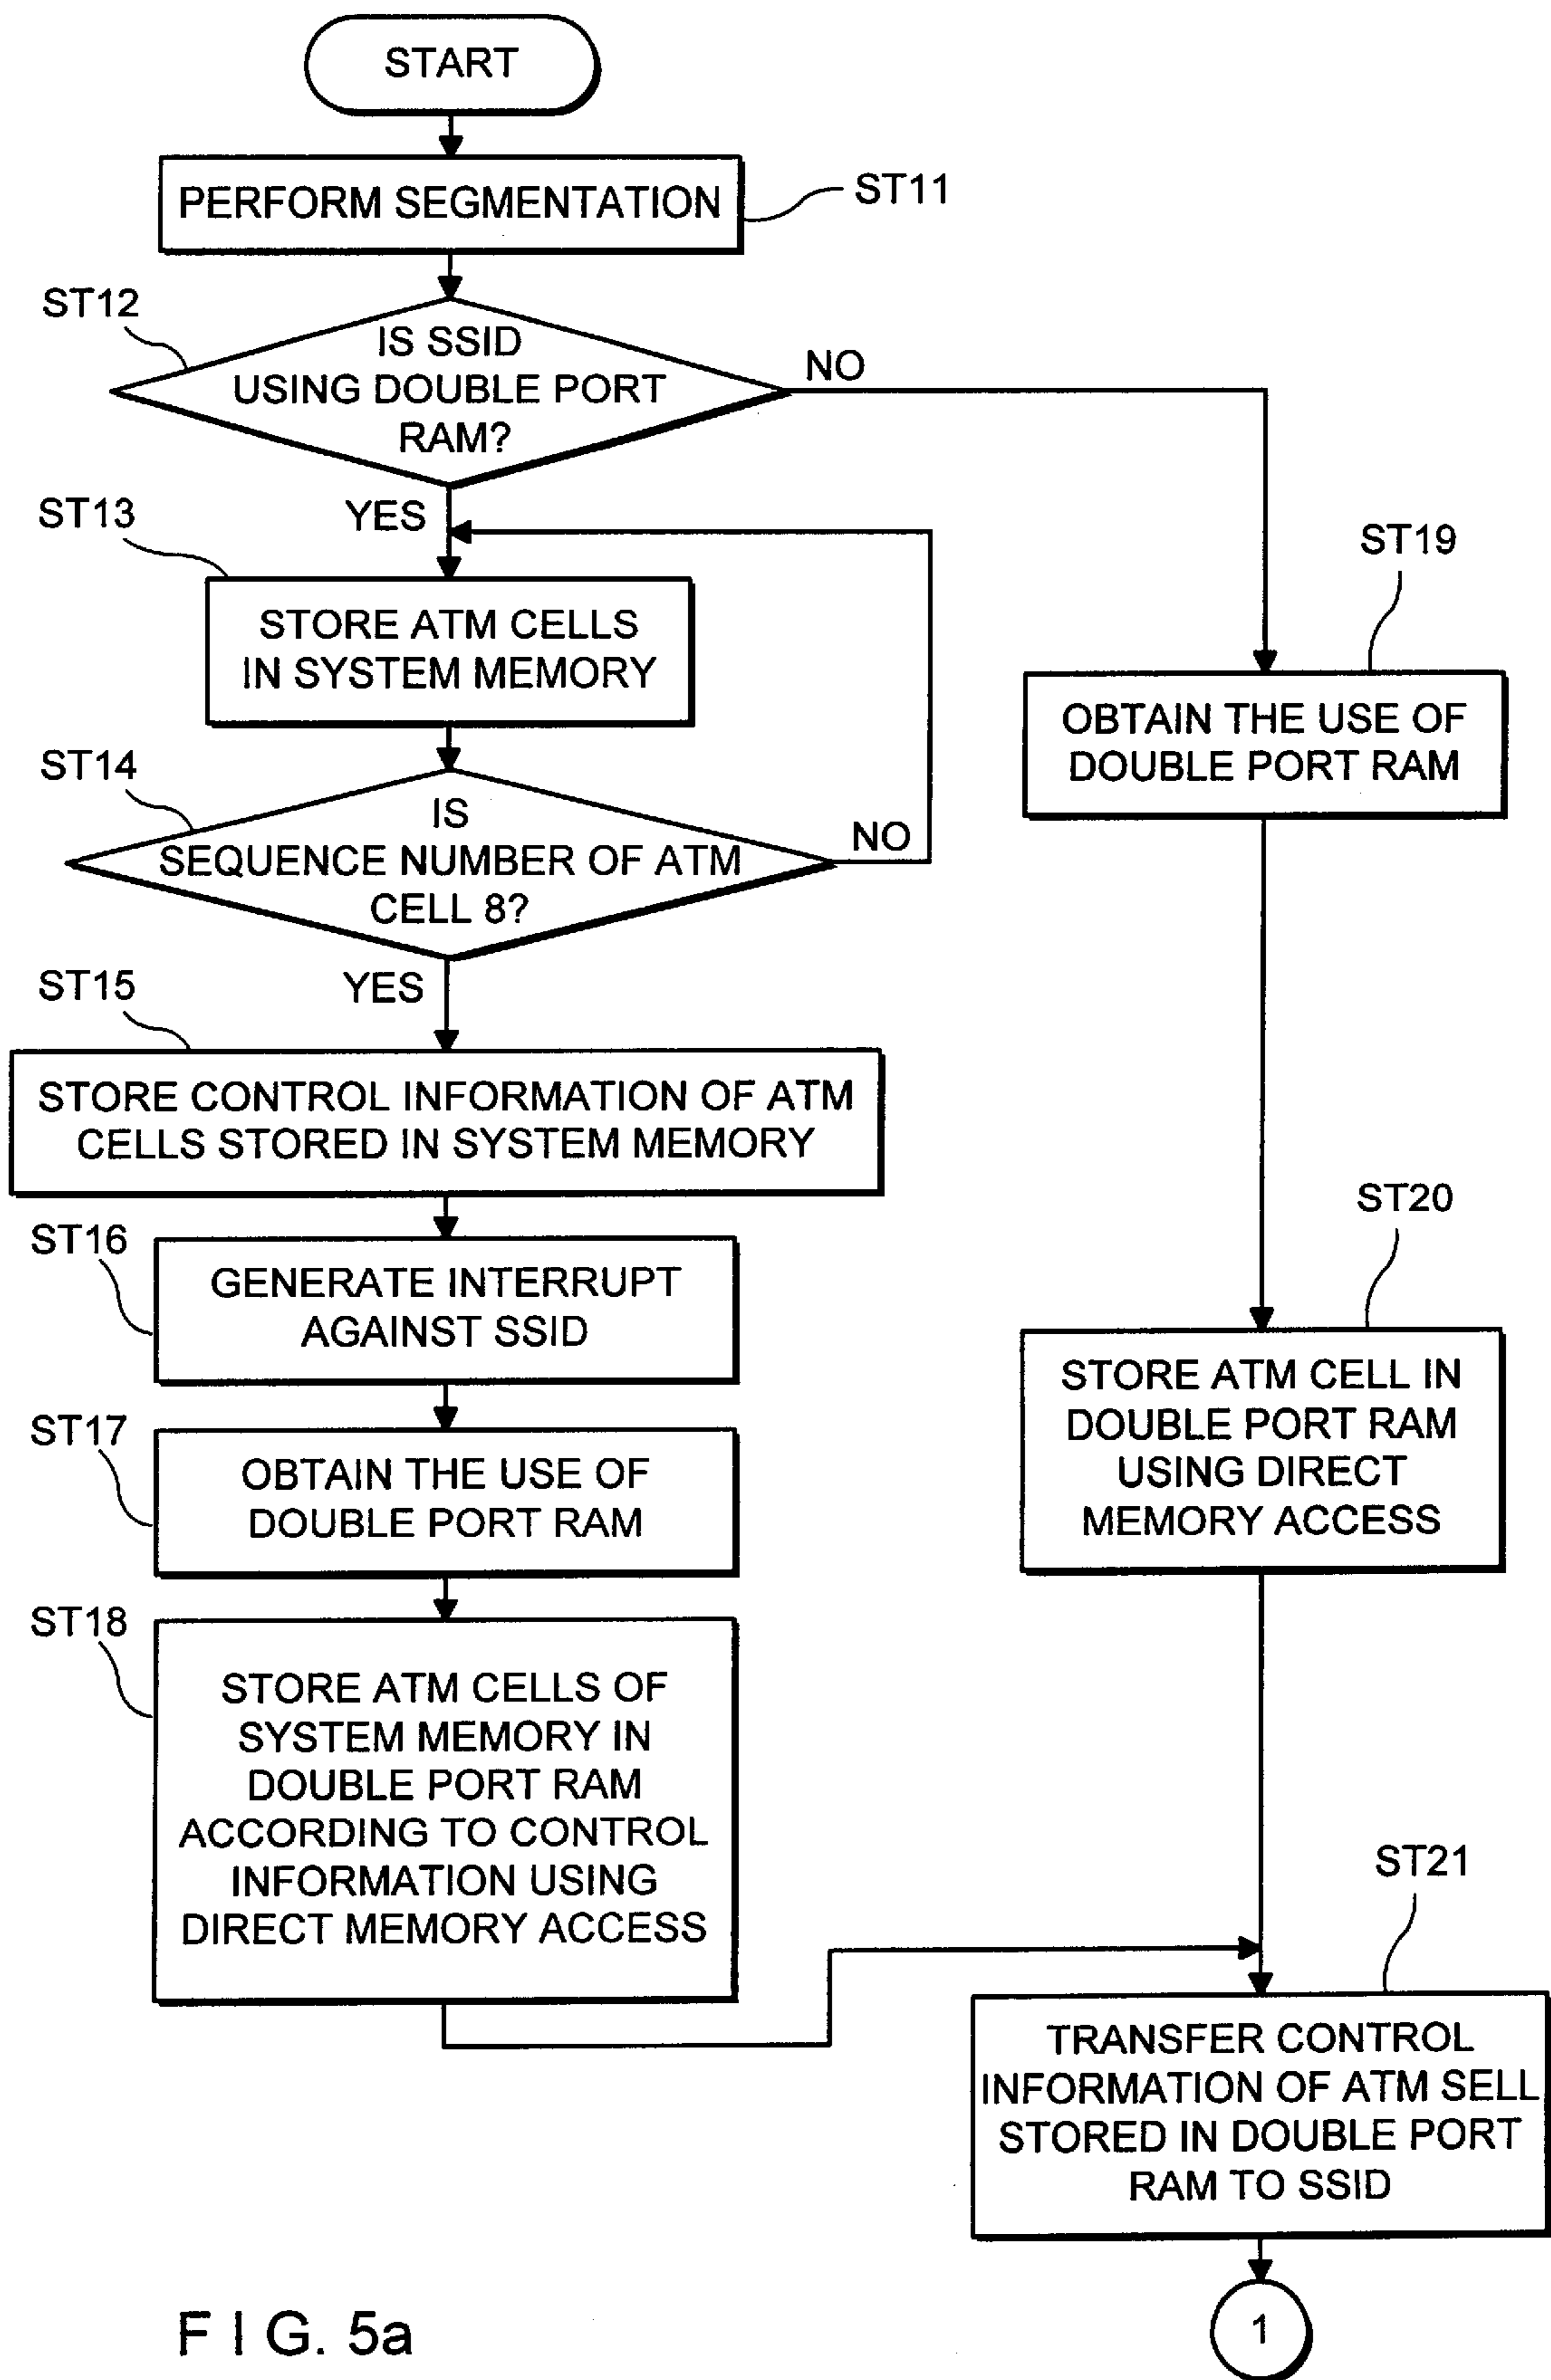 START
PERFORM SEGMENTATION
ST11
ST12
IS SSID
USING DOUBLE PORT
RAM?
NO
YES
ST13
STORE ATM CELLS
IN SYSTEM MEMORY
ST14
IS
SEQUENCE NUMBER OF ATM
CELL 8?
NO
YES
ST15
STORE CONTROL INFORMATION OF ATM
CELLS STORED IN SYSTEM MEMORY
ST16
GENERATE INTERRUPT
AGAINST SSID
ST17
OBTAIN THE USE OF
DOUBLE PORT RAM
ST18
STORE ATM CELLS OF
SYSTEM MEMORY IN
DOUBLE PORT RAM
ACCORDING TO CONTROL
INFORMATION USING
DIRECT MEMORY ACCESS
ST19
OBTAIN THE USE OF
DOUBLE PORT RAM
ST20
STORE ATM CELL IN
DOUBLE PORT RAM
USING DIRECT
MEMORY ACCESS
ST21
TRANSFER CONTROL
INFORMATION OF ATM SELL
STORED IN DOUBLE PORT
RAM TO SSID
1
FIG. 5a